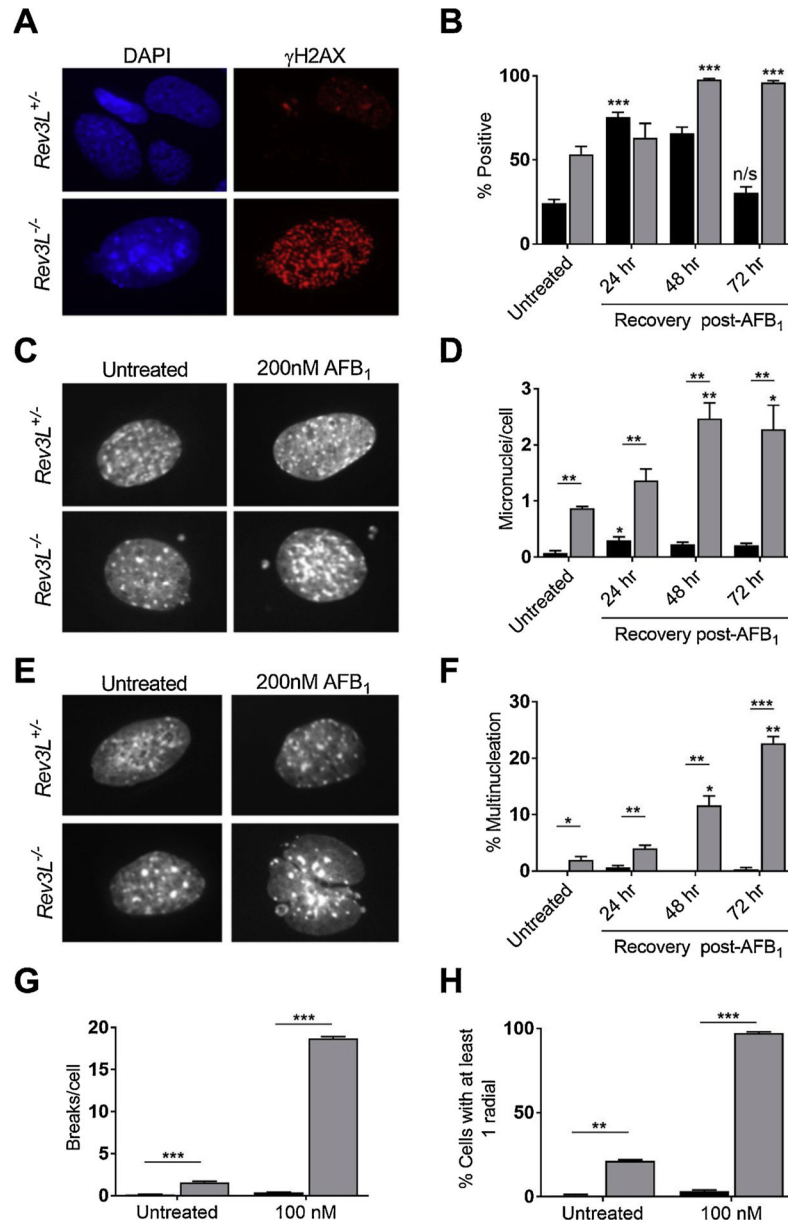 A
DAPI γH2AX
Rev3L+/-
Rev3L-/-
B
% Positive
100
50
0
*** *** *** n/s
Untreated 24 hr 48 hr 72 hr
Recovery post-AFB1
C
Untreated 200nM AFB1
Rev3L+/-
Rev3L-/-
D
Micronuclei/cell
3
2
1
0
** * ** ** ** ** *
Untreated 24 hr 48 hr 72 hr
Recovery post-AFB1
E
Untreated 200nM AFB1
Rev3L+/-
Rev3L-/-
F
% Multinucleation
30
20
10
0
* ** ** * *** **
Untreated 24 hr 48 hr 72 hr
Recovery post-AFB1
G
Breaks/cell
20
15
10
5
0
*** ***
Untreated 100 nM
H
% Cells with at least
1 radial
100
50
0
** ***
Untreated 100 nM